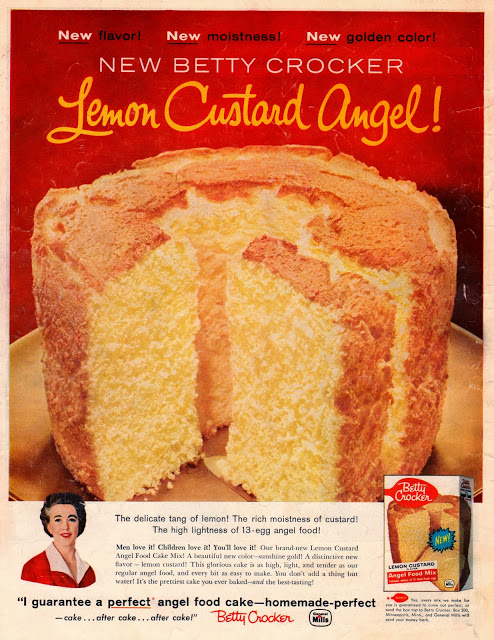 New flavor! New moistness! New golden color!
NEW BETTY CROCKER
Lemon Custard Angel!
The delicate tang of lemon! The rich moistness of custard!
The high lightness of 13-egg angel food!
Men love it! Children love it! You'll love it! Our brand-new Lemon Custard
Angel Food Cake Mix! A beautiful new color—sunshine gold! A distinctive new
flavor – lemon custard! This glorious cake is as high, light, and tender as our
regular angel food, and every bit as easy to make. You don't add a thing but
water! It's the prettiest cake you ever baked—and the best-tasting!
"I guarantee a perfect* angel food cake—homemade-perfect
—cake...after cake...after cake!" Betty Crocker
General
Mills
Betty
Crocker
NEW!
LEMON CUSTARD
Angel Food Mix
Yes, every mix we make for
you is guaranteed to come out perfect, or
send the box top to Betty Crocker, Box 200,
Minneapolis, Minn., and General Mills will
send your money back.